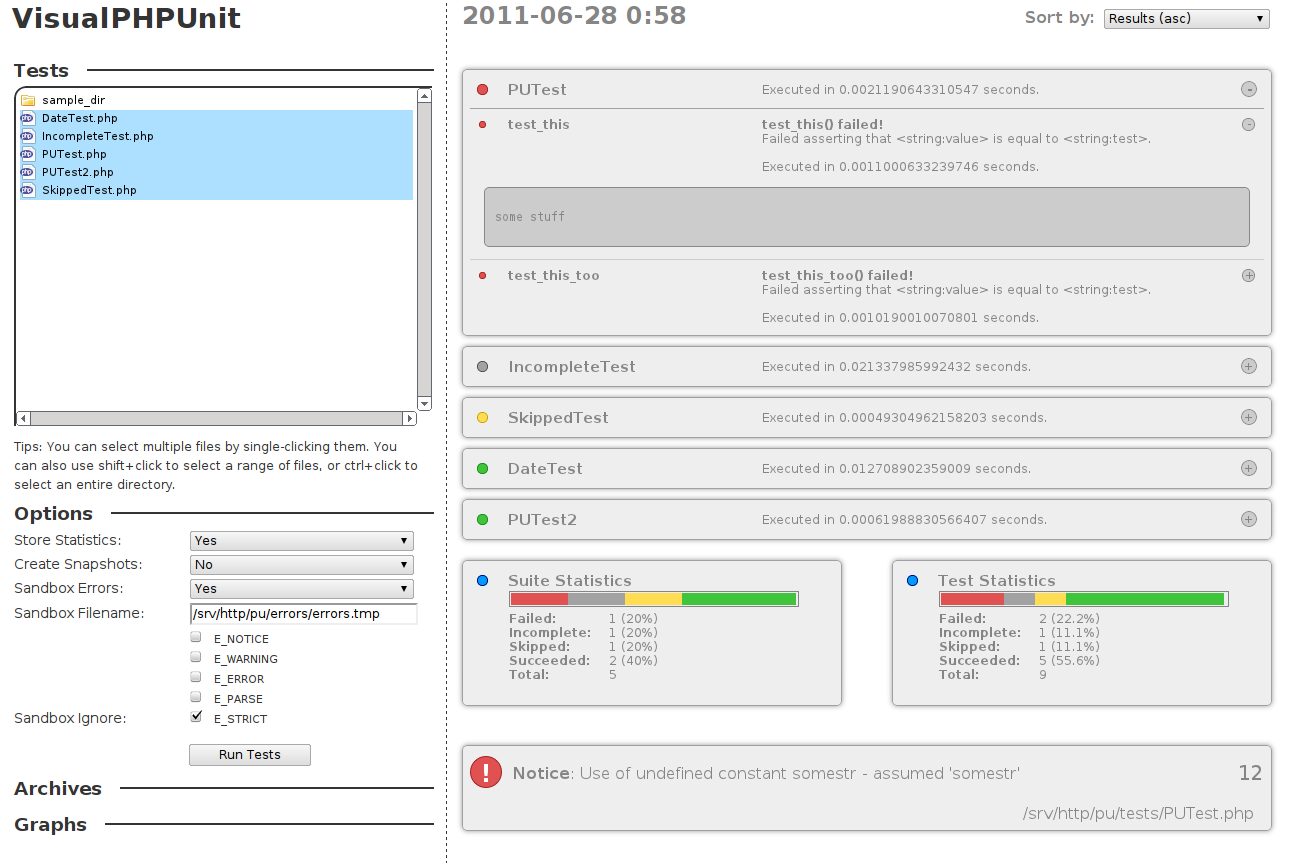 VisualPHPUnit
Tests
sample_dir
DateTest.php
IncompleteTest.php
PUTest.php
PUTest2.php
SkippedTest.php
Tips: You can select multiple files by single-clicking them. You
can also use shift+click to select a range of files, or ctrl+click to
select an entire directory.
Options
Store Statistics: Yes
Create Snapshots: No
Sandbox Errors: Yes
Sandbox Filename: /srv/http/pu/errors/errors.tmp
E_NOTICE
E_WARNING
E_ERROR
E_PARSE
Sandbox Ignore: E_STRICT
Run Tests
Archives
Graphs
2011-06-28 0:58
Sort by: Results (asc)
PUTest Executed in 0.0021190643310547 seconds. -
test_this test_this() failed! -
Failed asserting that <string:value> is equal to <string:test>.
Executed in 0.0011000633239746 seconds.
some stuff
test_this_too test_this_too() failed! +
Failed asserting that <string:value> is equal to <string:test>.
Executed in 0.0010190010070801 seconds.
IncompleteTest Executed in 0.021337985992432 seconds. +
SkippedTest Executed in 0.00049304962158203 seconds. +
DateTest Executed in 0.012708902359009 seconds. +
PUTest2 Executed in 0.00061988830566407 seconds. +
Suite Statistics
Failed: 1 (20%)
Incomplete: 1 (20%)
Skipped: 1 (20%)
Succeeded: 2 (40%)
Total: 5
Test Statistics
Failed: 2 (22.2%)
Incomplete: 1 (11.1%)
Skipped: 1 (11.1%)
Succeeded: 5 (55.6%)
Total: 9
! Notice: Use of undefined constant somestr - assumed 'somestr' 12
/srv/http/pu/tests/PUTest.php